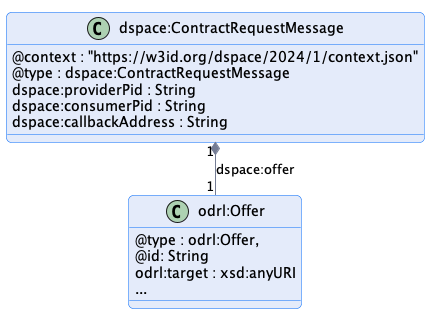 C dspace:ContractRequestMessage
@context : "https://w3id.org/dspace/2024/1/context.json"
@type : dspace:ContractRequestMessage
dspace:providerPid : String
dspace:consumerPid : String
dspace:callbackAddress : String
1
dspace:offer
1
C odrl:Offer
@type : odrl:Offer,
@id: String
odrl:target : xsd:anyURI
...